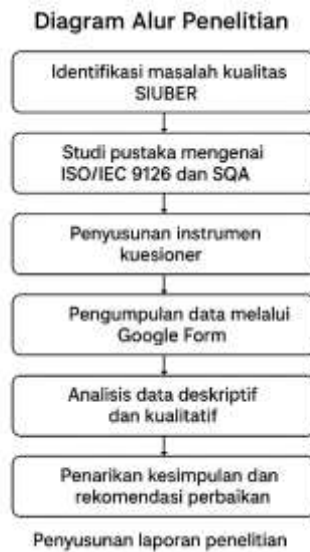 Diagram Alur Penelitian
Identifikasi masalah kualitas
SIUBER
Studi pustaka mengenai
ISO/IEC 9126 dan SQA
Penyusunan instrumen
kuesioner
Pengumpulan data melalui
Google Form
Analisis data deskriptif
dan kualitatif
Penarikan kesimpulan dan
rekomendasi perbaikan
Penyusunan laporan penelitian